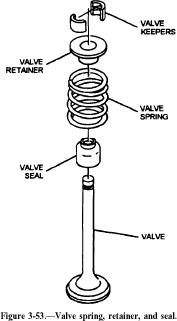 VALVE
KEEPERS
VALVE
RETAINER
VALVE
SPRING
VALVE
SEAL
VALVE
Figure 3-53.—Valve spring, retainer, and seal.